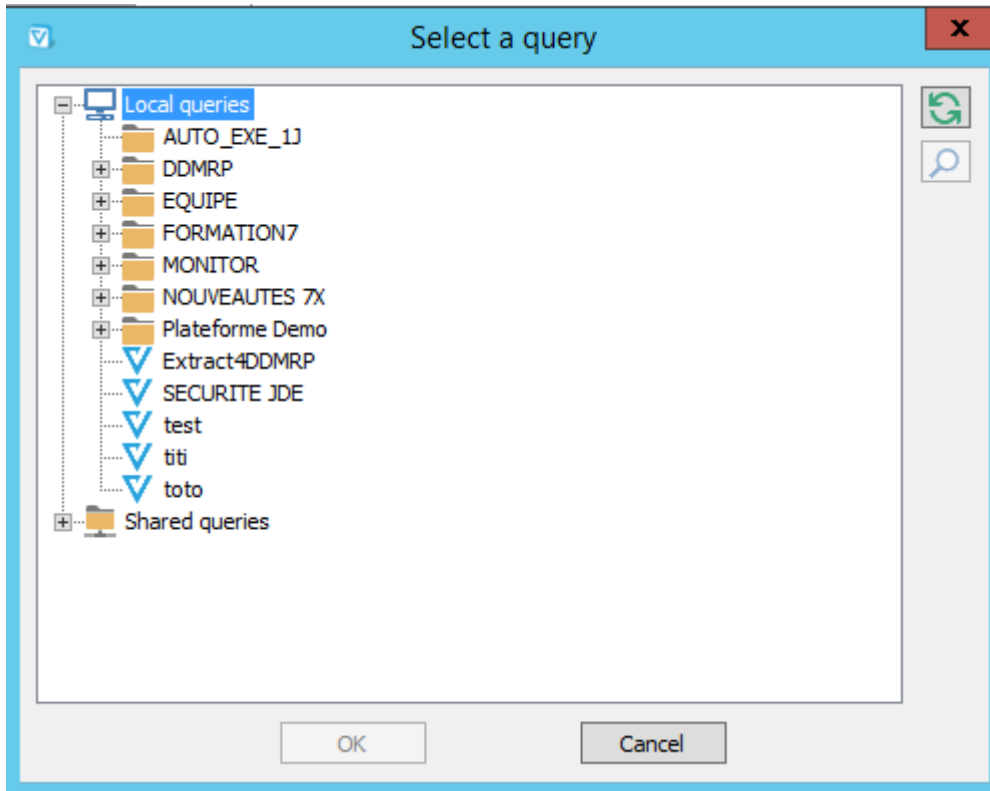 Select a query
Local queries
AUTO_EXE_1J
DDMRP
EQUIPE
FORMATION7
MONITOR
NOUVEAUTES 7X
Plateforme Demo
Extract4DDMRP
SECURITE JDE
test
titi
toto
Shared queries
OK Cancel